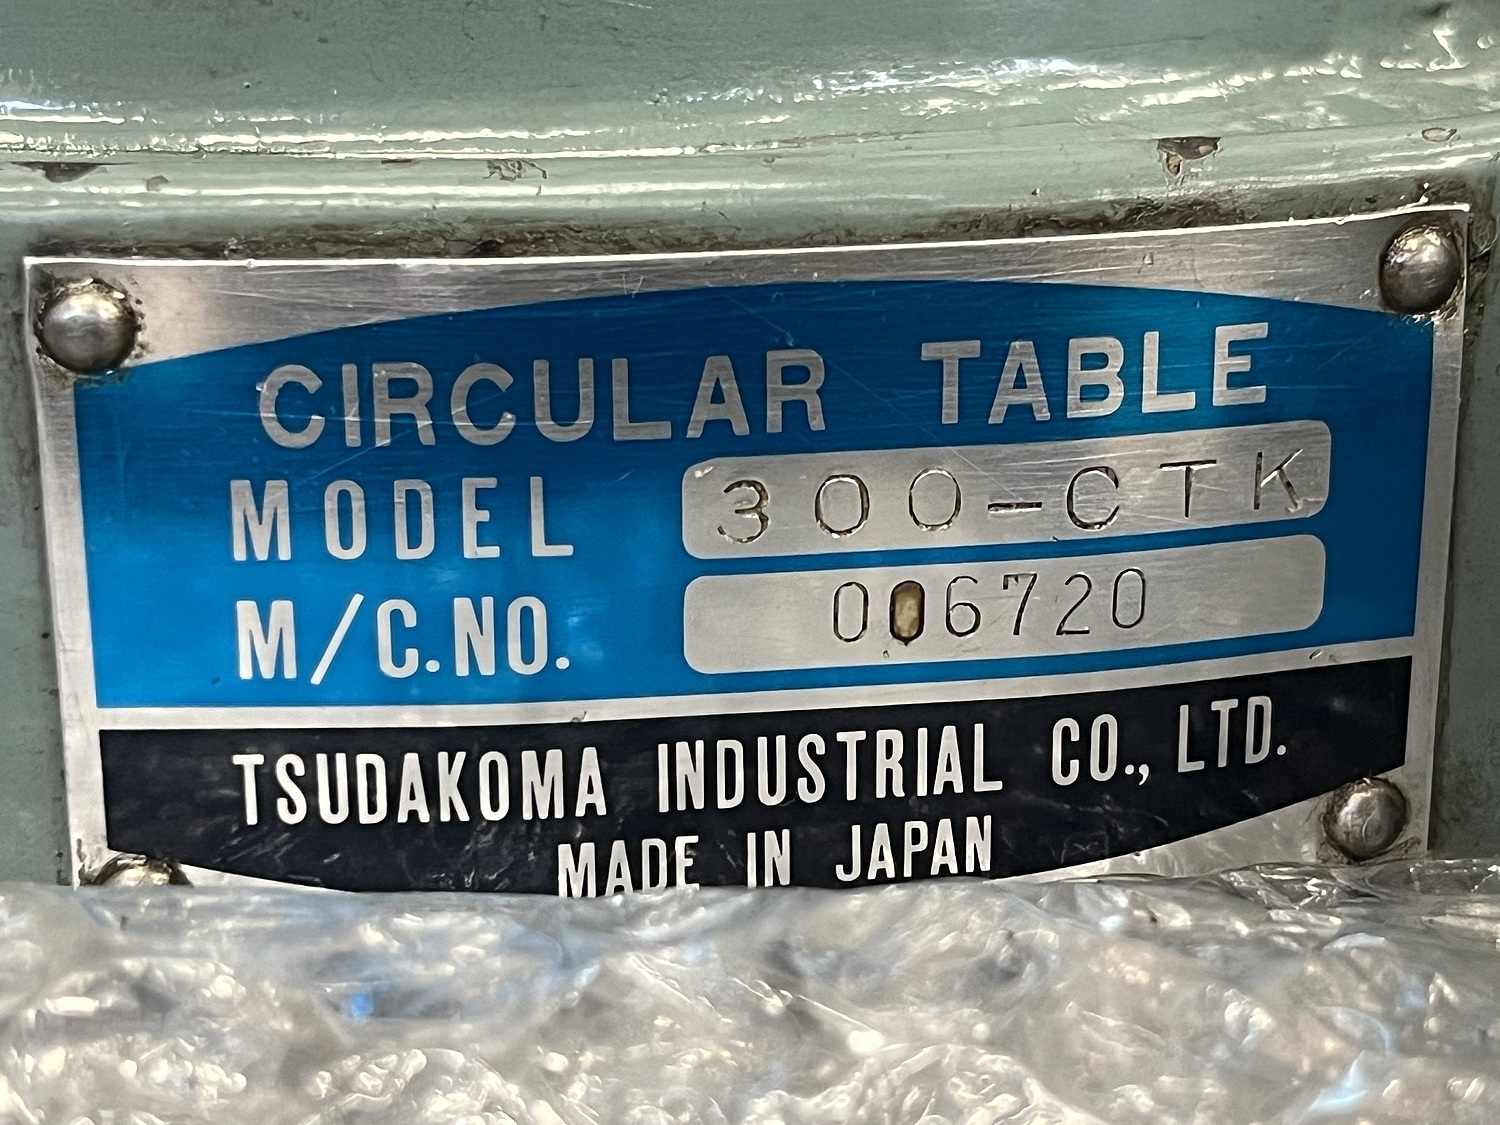 CIRCULAR TABLE
MODEL 300-CTK
M/C.NO. 006720
TSUDAKOMA INDUSTRIAL CO., LTD.
MADE IN JAPAN